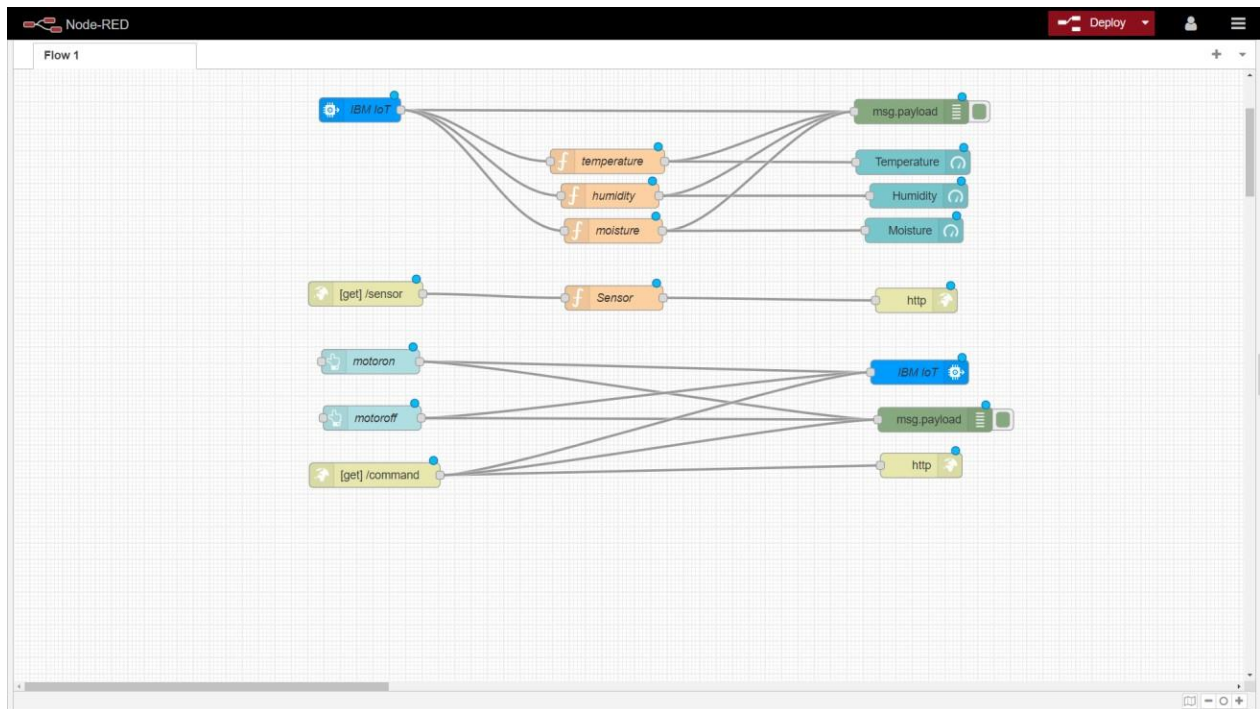 Node-RED
Deploy
Flow 1
IBM IoT
msg.payload
temperature
Temperature
humidity
Humidity
moisture
Moisture
[get] /sensor
Sensor
http
motoron
IBM IoT
motoroff
msg.payload
[get] /command
http